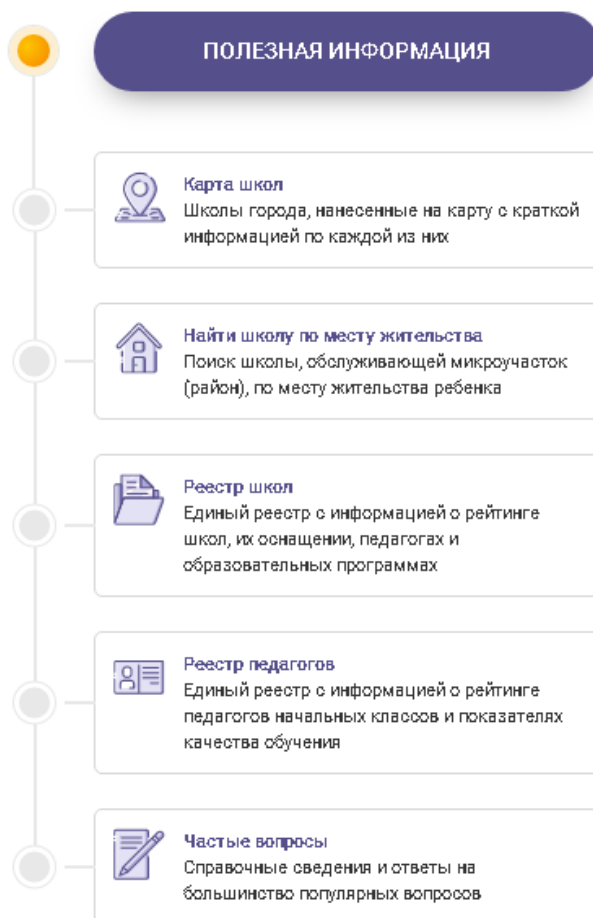 ПОЛЕЗНАЯ ИНФОРМАЦИЯ
Карта школ
Школы города, нанесенные на карту с краткой
информацией по каждой из них
Найти школу по месту жительства
Поиск школы, обслуживающей микроучасток
(район), по месту жительства ребенка
Реестр школ
Единый реестр с информацией о рейтинге
школ, их оснащении, педагогах и
образовательных программах
Реестр педагогов
Единый реестр с информацией о рейтинге
педагогов начальных классов и показателях
качества обучения
Частые вопросы
Справочные сведения и ответы на
большинство популярных вопросов